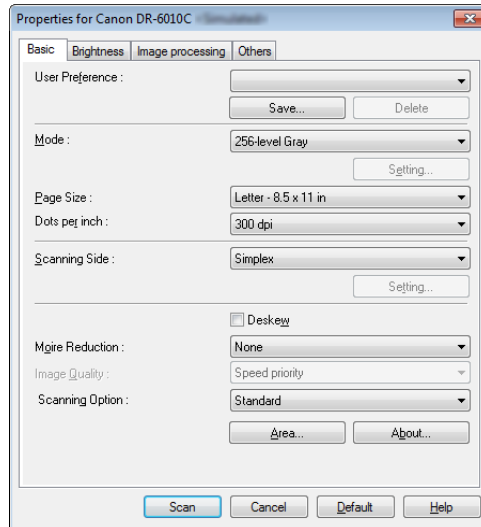 Properties for Canon DR-6010C
Basic Brightness Image processing Others
User Preference :
Save... Delete
Mode : 256-level Gray
Setting...
Page Size : Letter - 8.5 x 11 in
Dots per inch : 300 dpi
Scanning Side : Simplex
Setting...
Deskew
Moire Reduction : None
Image Quality : Speed priority
Scanning Option : Standard
Area... About...
Scan Cancel Default Help